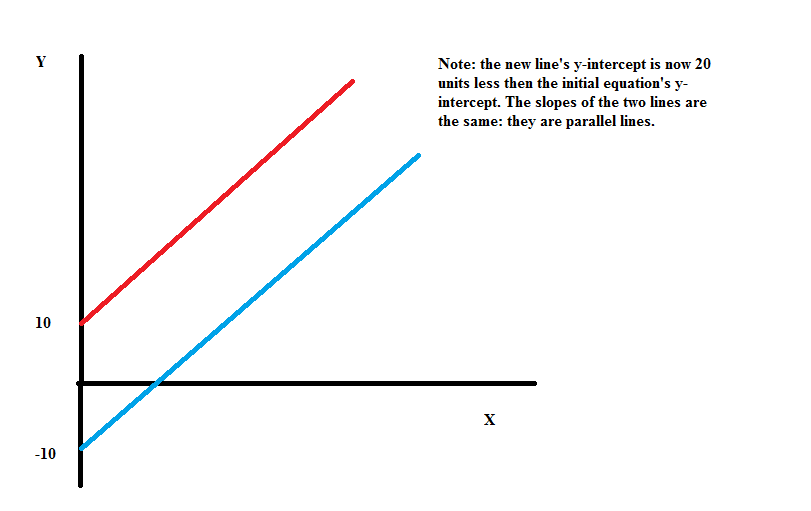 Y
Note: the new line's y-intercept is now 20
units less then the initial equation's y-
intercept. The slopes of the two lines are
the same: they are parallel lines.
10
X
-10